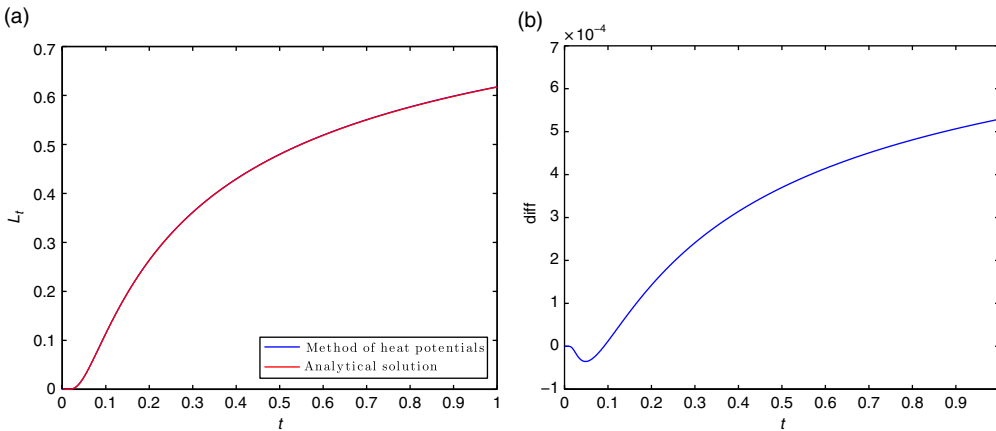 (a)
0.7
0.6
0.5
0.4
0.3
0.2
0.1
0
L_t
0 0.1 0.2 0.3 0.4 0.5 0.6 0.7 0.8 0.9 1
t
Method of heat potentials
Analytical solution
(b)
×10⁻⁴
7
6
5
4
3
2
1
0
−1
diff
0 0.1 0.2 0.3 0.4 0.5 0.6 0.7 0.8 0.9
t